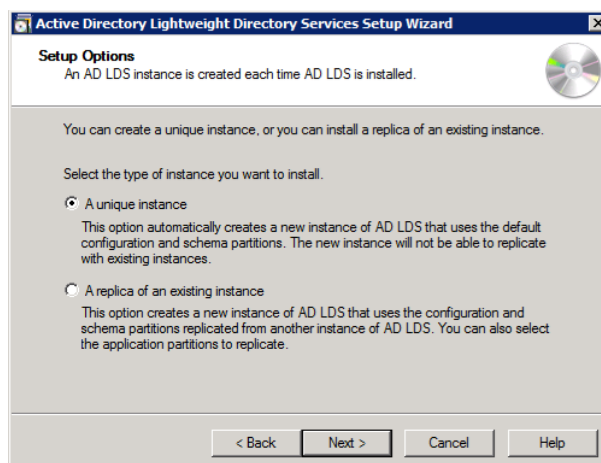 Active Directory Lightweight Directory Services Setup Wizard
Setup Options
An AD LDS instance is created each time AD LDS is installed.
You can create a unique instance, or you can install a replica of an existing instance.
Select the type of instance you want to install.
A unique instance
This option automatically creates a new instance of AD LDS that uses the default
configuration and schema partitions. The new instance will not be able to replicate
with existing instances.
A replica of an existing instance
This option creates a new instance of AD LDS that uses the configuration and
schema partitions replicated from another instance of AD LDS. You can also select
the application partitions to replicate.
< Back Next > Cancel Help